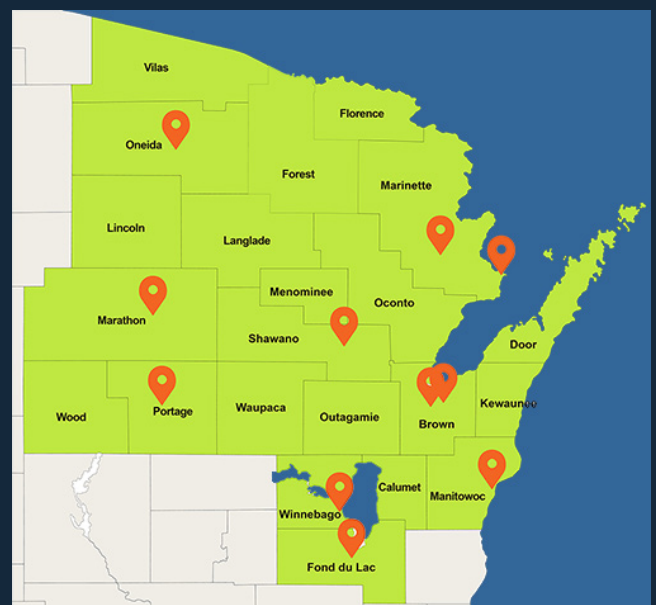 Vilas
Florence
Oneida
Forest
Marinette
Lincoln
Langlade
Menominee
Oconto
Marathon
Shawano
Door
Kewaunee
Waupaca
Portage
Wood
Outagamie
Brown
Calumet
Manitowoc
Winnebago
Fond du Lac